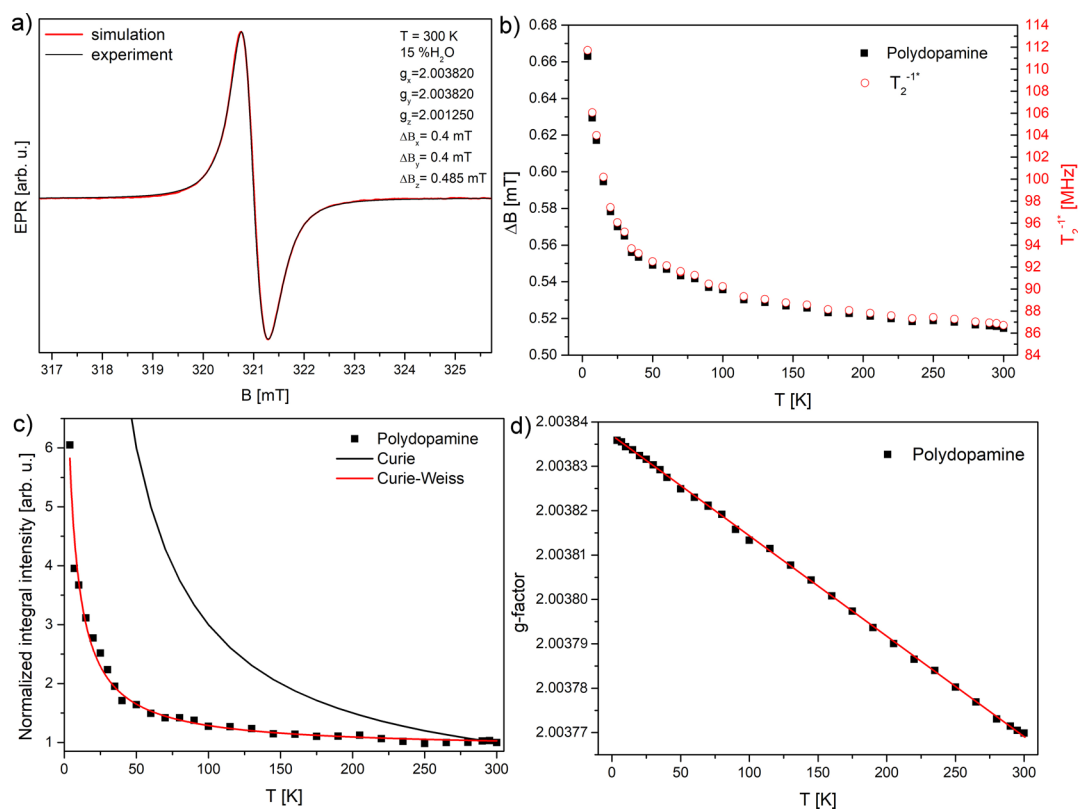 a)
simulation
experiment
T = 300 K
15 %H₂O
gₓ=2.003820
g_y=2.003820
g_z=2.001250
ΔBₓ= 0.4 mT
ΔB_y= 0.4 mT
ΔB_z= 0.485 mT
EPR [arb. u.]
317 318 319 320 321 322 323 324 325
B [mT]
b)
Polydopamine
T₂⁻¹*
0.68
0.66
0.64
0.62
0.60
0.58
0.56
0.54
0.52
0.50
ΔB [mT]
114
112
110
108
106
104
102
100
98
96
94
92
90
88
86
84
T₂⁻¹* [MHz]
0 50 100 150 200 250 300
T [K]
c)
Polydopamine
Curie
Curie-Weiss
6
5
4
3
2
1
Normalized integral intensity [arb. u.]
0 50 100 150 200 250 300
T [K]
d)
Polydopamine
2.00384
2.00383
2.00382
2.00381
2.00380
2.00379
2.00378
2.00377
g-factor
0 50 100 150 200 250 300
T [K]